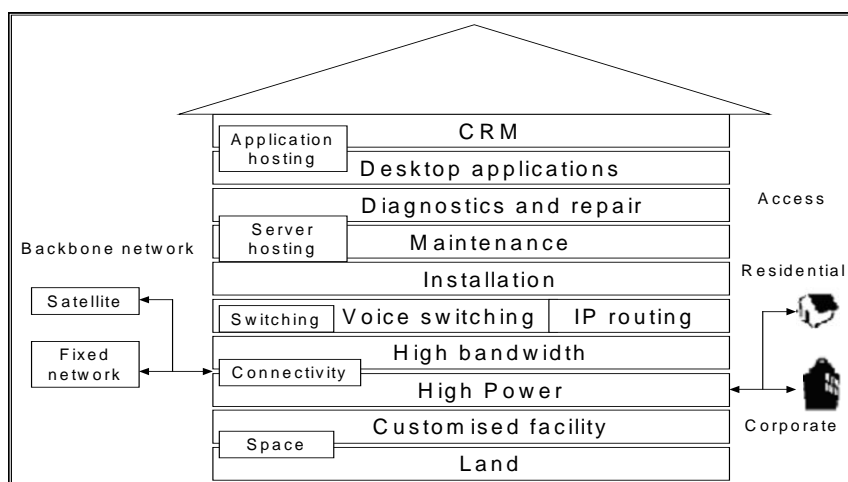 CRM
Application
hosting
Desktop applications
Diagnostics and repair
Access
Server
hosting
Backbone network
Maintenance
Residential
Installation
Satellite
Switching
Voice switching
IP routing
High bandwidth
Fixed
network
Connectivity
High Power
Customised facility
Corporate
Space
Land